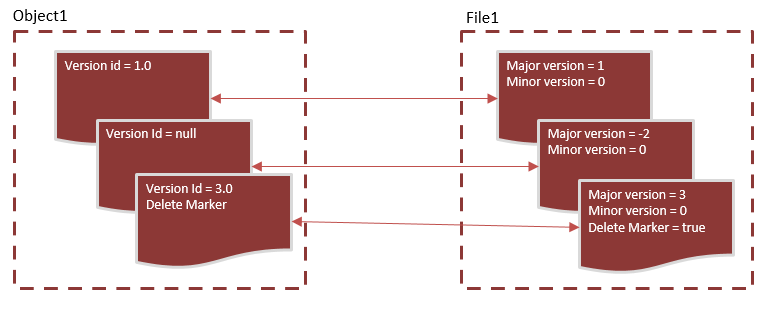 Object1
Version id = 1.0
Version Id = null
Version Id = 3.0
Delete Marker
File1
Major version = 1
Minor version = 0
Major version = -2
Minor version = 0
Major version = 3
Minor version = 0
Delete Marker = true